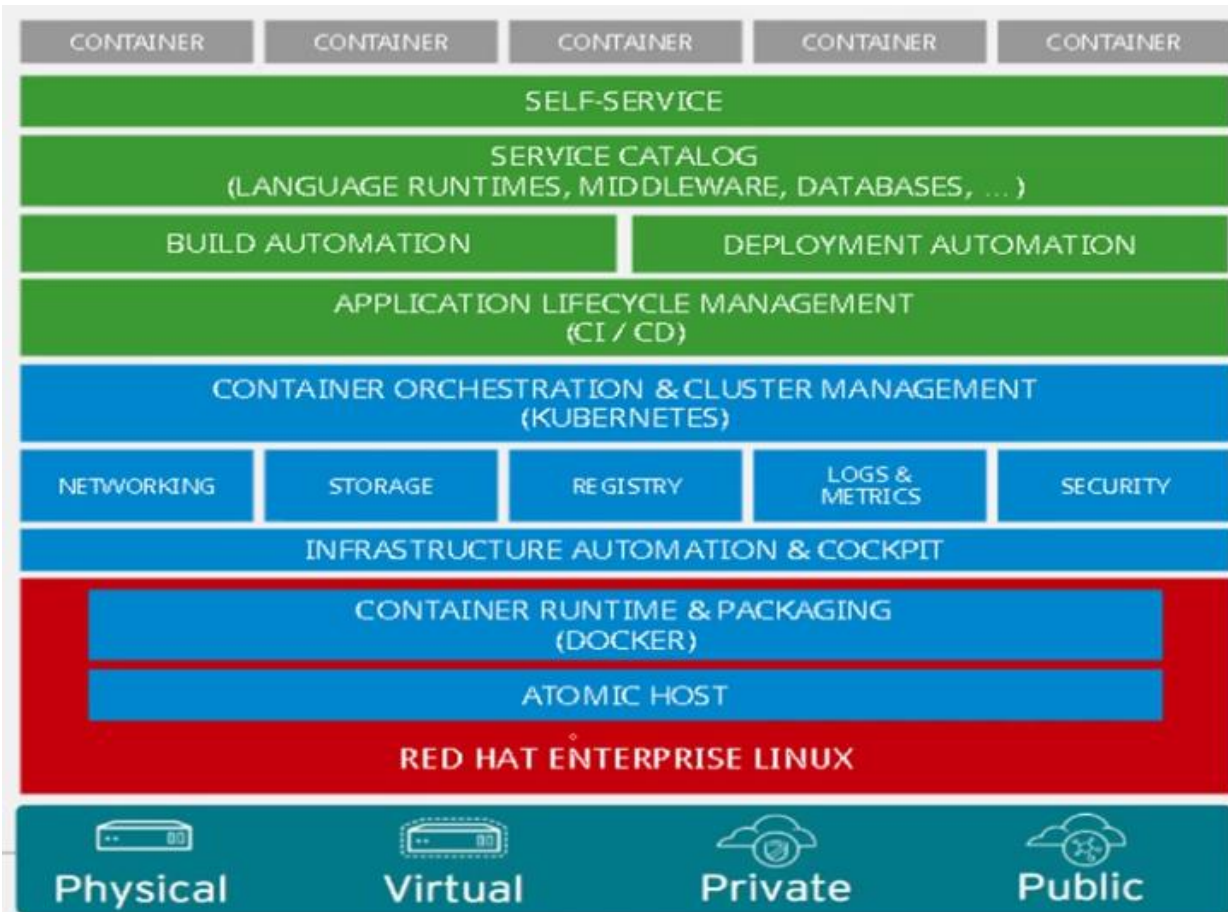 CONTAINER CONTAINER CONTAINER CONTAINER CONTAINER
SELF-SERVICE
SERVICE CATALOG
(LANGUAGE RUNTIMES, MIDDLEWARE, DATABASES, ...)
BUILD AUTOMATION DEPLOYMENT AUTOMATION
APPLICATION LIFECYCLE MANAGEMENT
(CI / CD)
CONTAINER ORCHESTRATION & CLUSTER MANAGEMENT
(KUBERNETES)
NETWORKING STORAGE REGISTRY LOGS & METRICS SECURITY
INFRASTRUCTURE AUTOMATION & COCKPIT
CONTAINER RUNTIME & PACKAGING
(DOCKER)
ATOMIC HOST
RED HAT ENTERPRISE LINUX
Physical Virtual Private Public